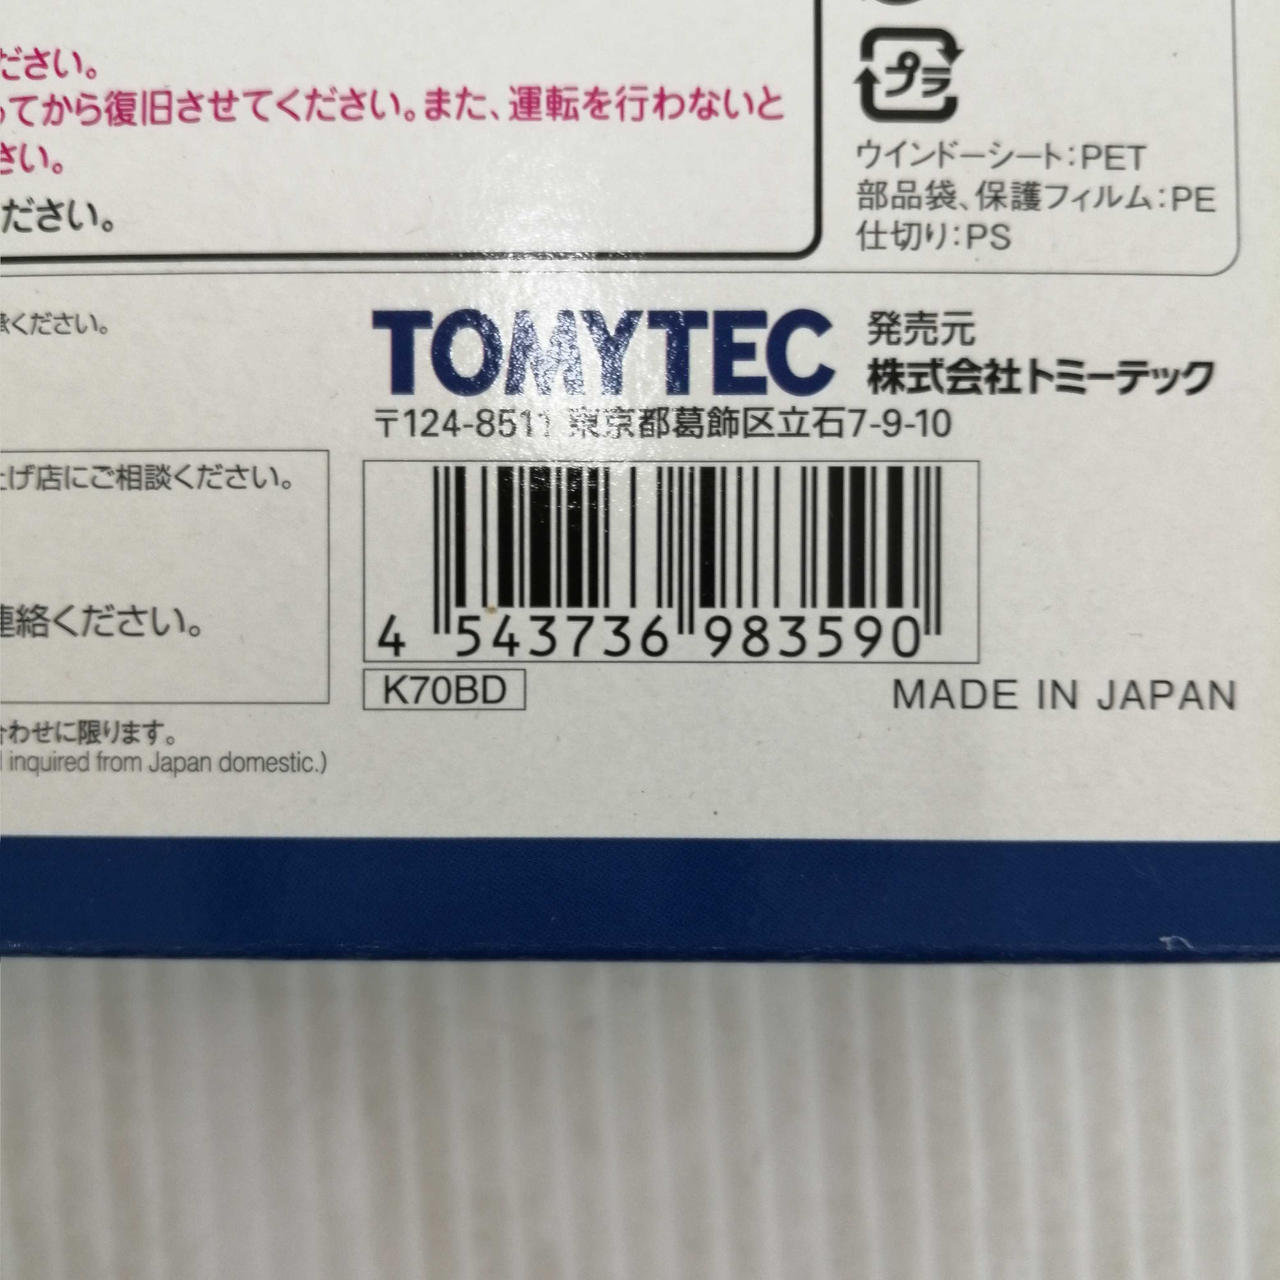 ださい。
てから復旧させてください。また、運転を行わないと
さい。
ださい。
プラ
ウインドーシート：PET
部品袋、保護フィルム：PE
仕切り：PS
ください。
TOMYTEC
発売元
株式会社トミーテック
〒124-8511 東京都葛飾区立石7-9-10
げ店にご相談ください。
連絡ください。
4 543736 983590
K70BD
MADE IN JAPAN
わせに限ります。
inquired from Japan domestic.)